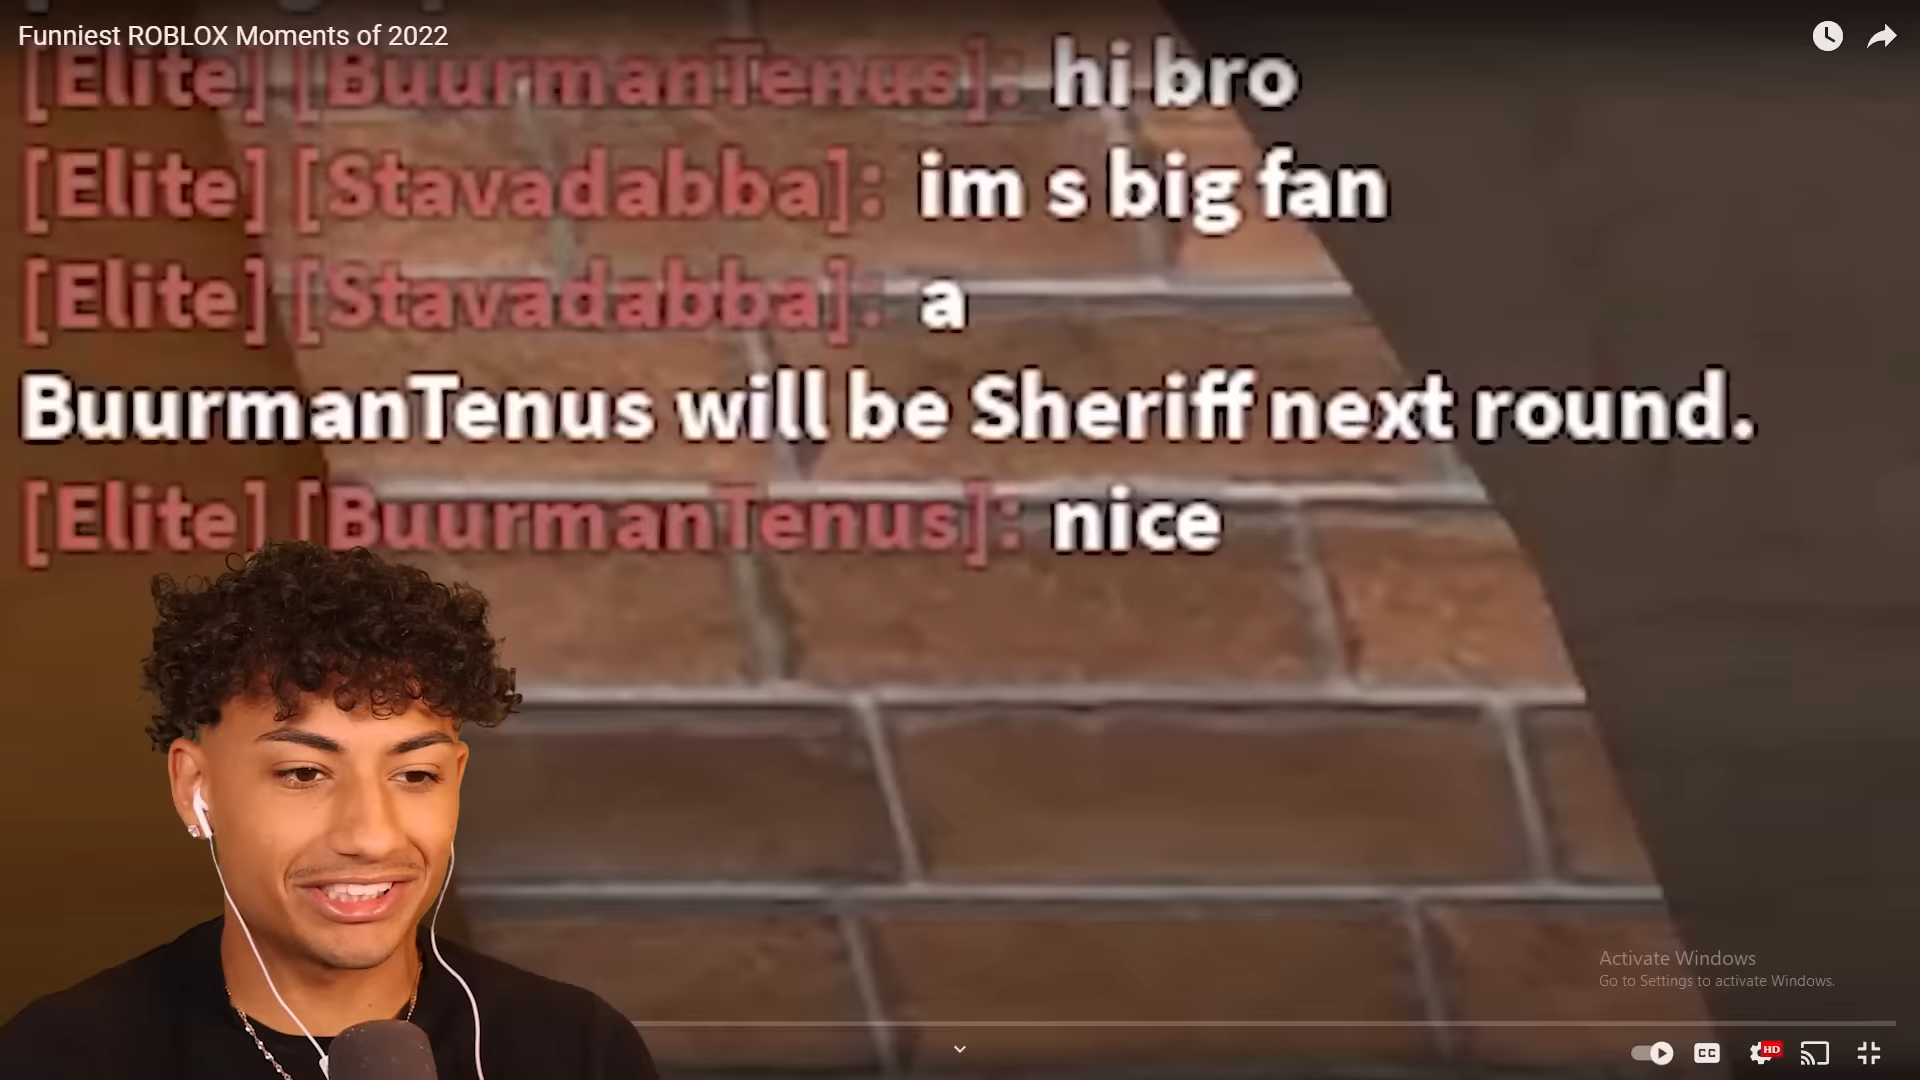 Funniest ROBLOX Moments of 2022
[Elite] [BuurmanTenus]: hi bro
[Elite] [Stavadabba]: im s big fan
[Elite] [Stavadabba]: a
BuurmanTenus will be Sheriff next round.
[Elite] [BuurmanTenus]: nice
Activate Windows
Go to Settings to activate Windows.
CC
HD